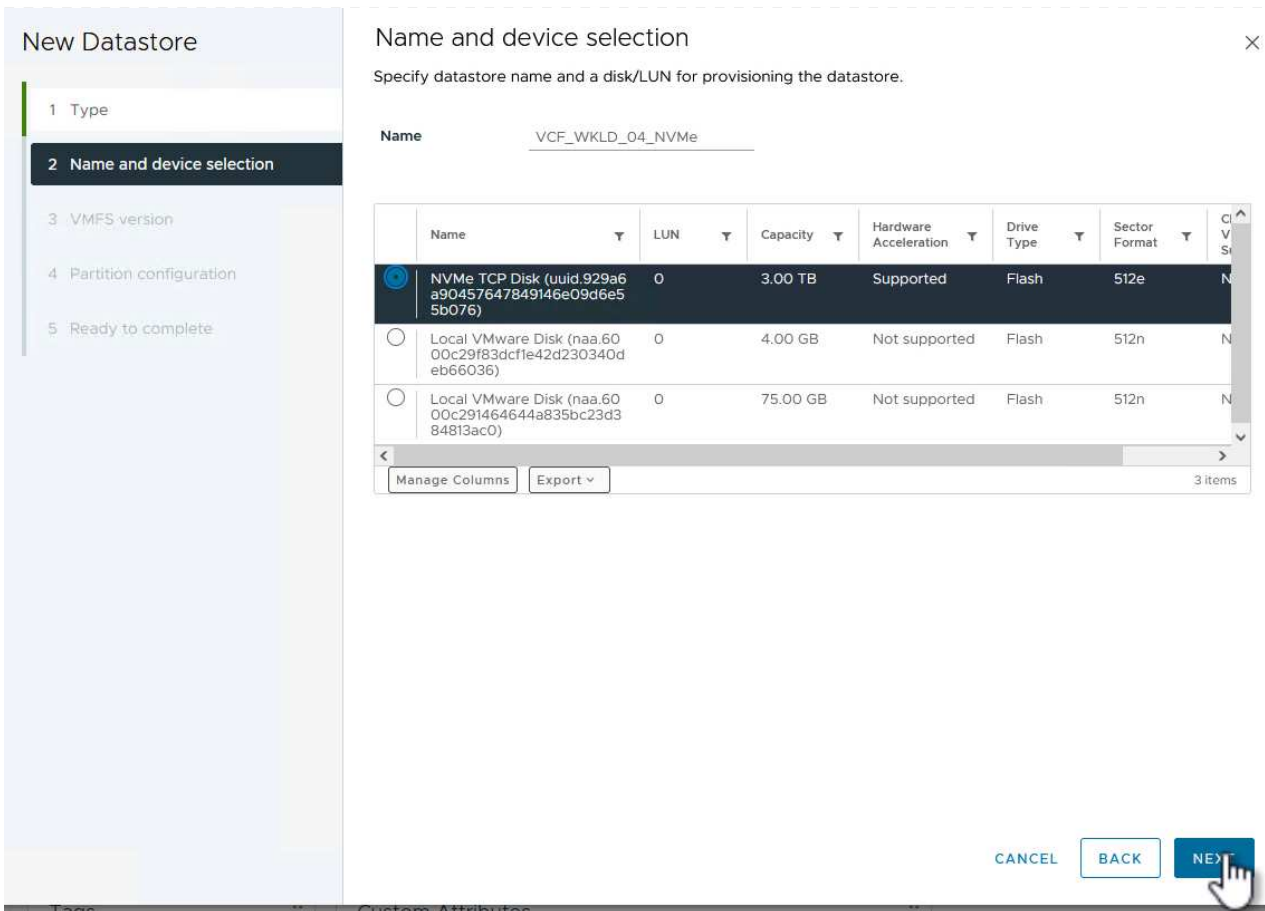 New Datastore
1 Type
2 Name and device selection
3 VMFS version
4 Partition configuration
5 Ready to complete
Name and device selection
Specify datastore name and a disk/LUN for provisioning the datastore.
Name VCF_WKLD_04_NVMe
Name LUN Capacity Hardware Acceleration Drive Type Sector Format
NVMe TCP Disk (uuid.929a6 0 3.00 TB Supported Flash 512e N
a90457647849146e09d6e5
5b076)
Local VMware Disk (naa.60 0 4.00 GB Not supported Flash 512n N
00c29f83dcf1e42d230340d
eb66036)
Local VMware Disk (naa.60 0 75.00 GB Not supported Flash 512n N
00c291464644a835bc23d3
84813ac0)
Manage Columns Export 3 items
CANCEL BACK NEXT
Tags Custom Attributes